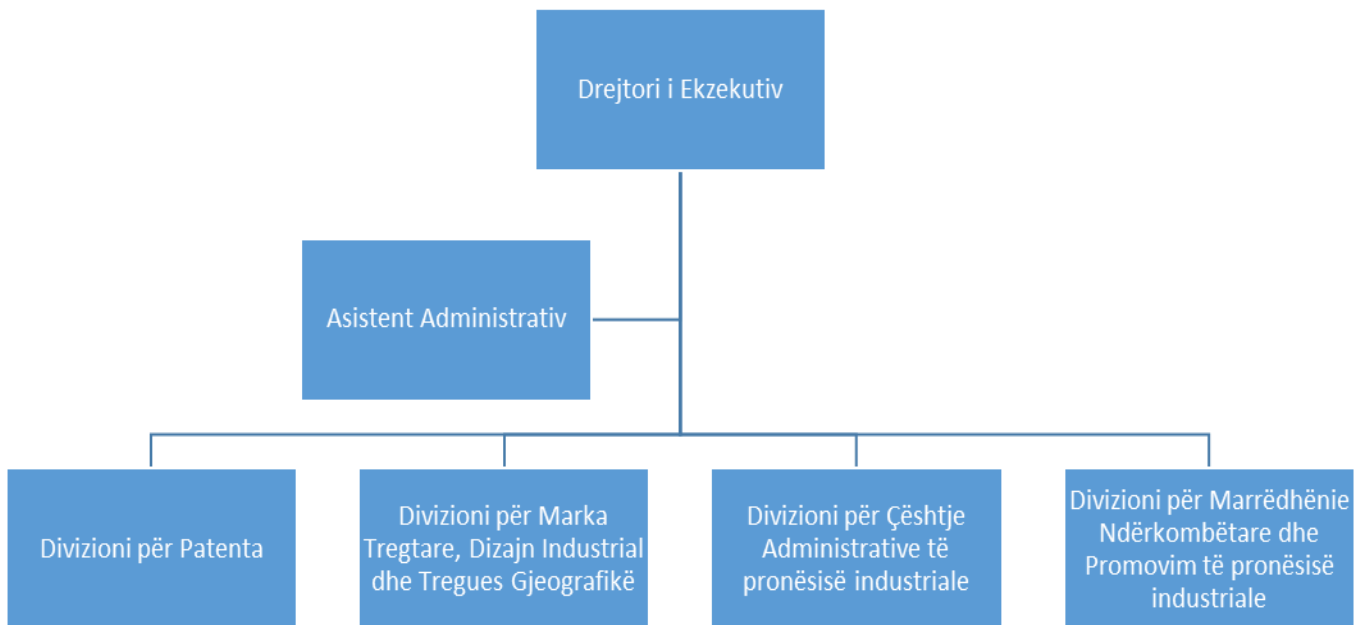 Drejtori i Ekzekutiv
Asistent Administrativ
Divizioni për Patenta
Divizioni për Marka
Tregtare, Dizajn Industrial
dhe Tregues Gjeografikë
Divizioni për Çështje
Administrative të
pronësisë industriale
Divizioni për Marrëdhënie
Ndërkombëtare dhe
Promovim të pronësisë
industriale